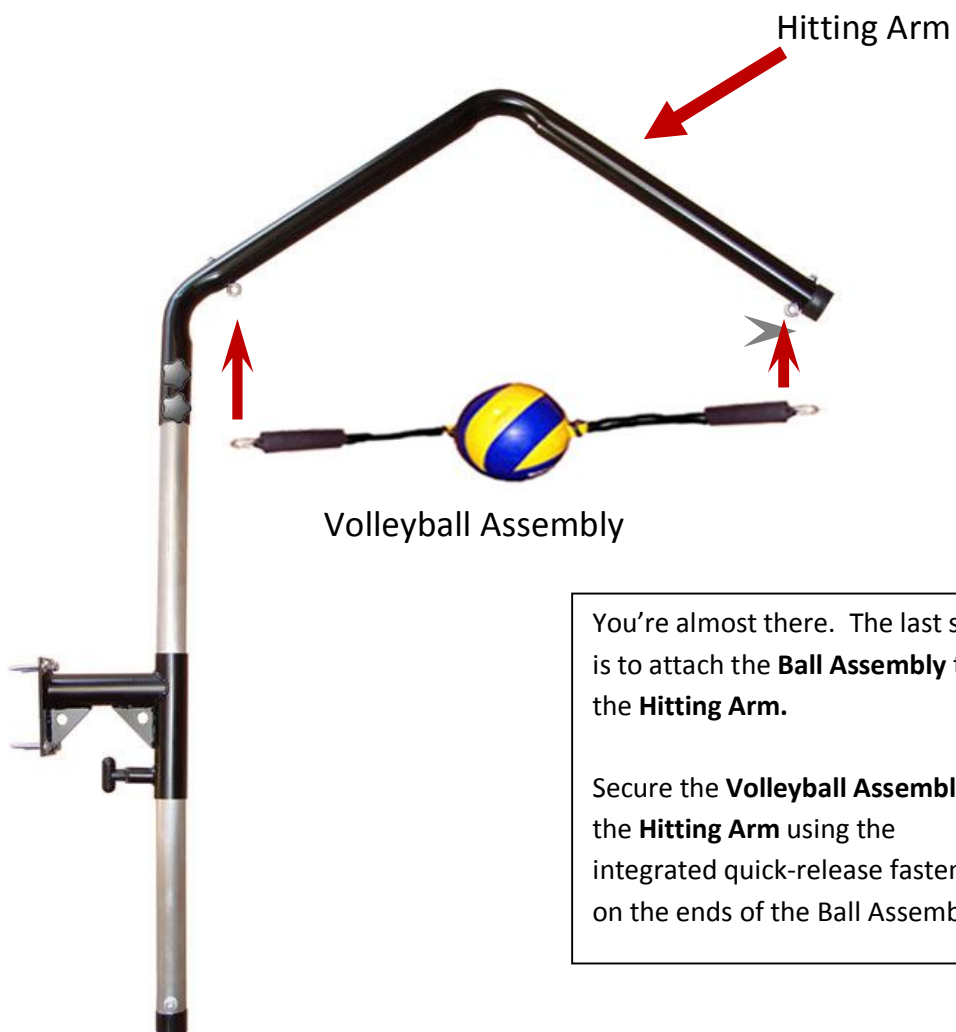 Hitting Arm
Volleyball Assembly
You’re almost there.  The last
is to attach the Ball Assembly
the Hitting Arm.
Secure the Volleyball
the Hitting Arm using the
integrated quick-release
on the ends of the Ball